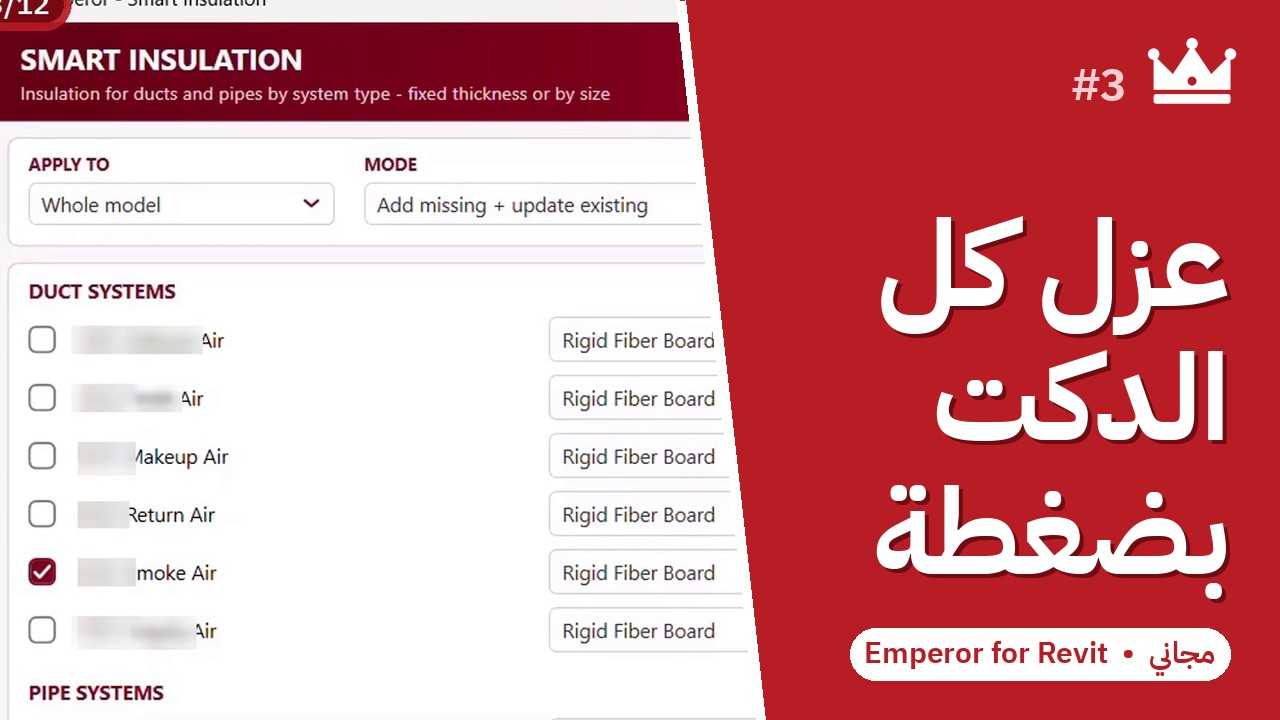 /12
Smart Insulation
SMART INSULATION
Insulation for ducts and pipes by system type - fixed thickness or by size
APPLY TO
MODE
Whole model
Add missing + update existing
DUCT SYSTEMS
Air
Rigid Fiber Board
Air
Rigid Fiber Board
Makeup Air
Rigid Fiber Board
Return Air
Rigid Fiber Board
moke Air
Rigid Fiber Board
Air
Rigid Fiber Board
PIPE SYSTEMS
#3
عزل كل
الدكت
بضغطة
Emperor for Revit • مجاني